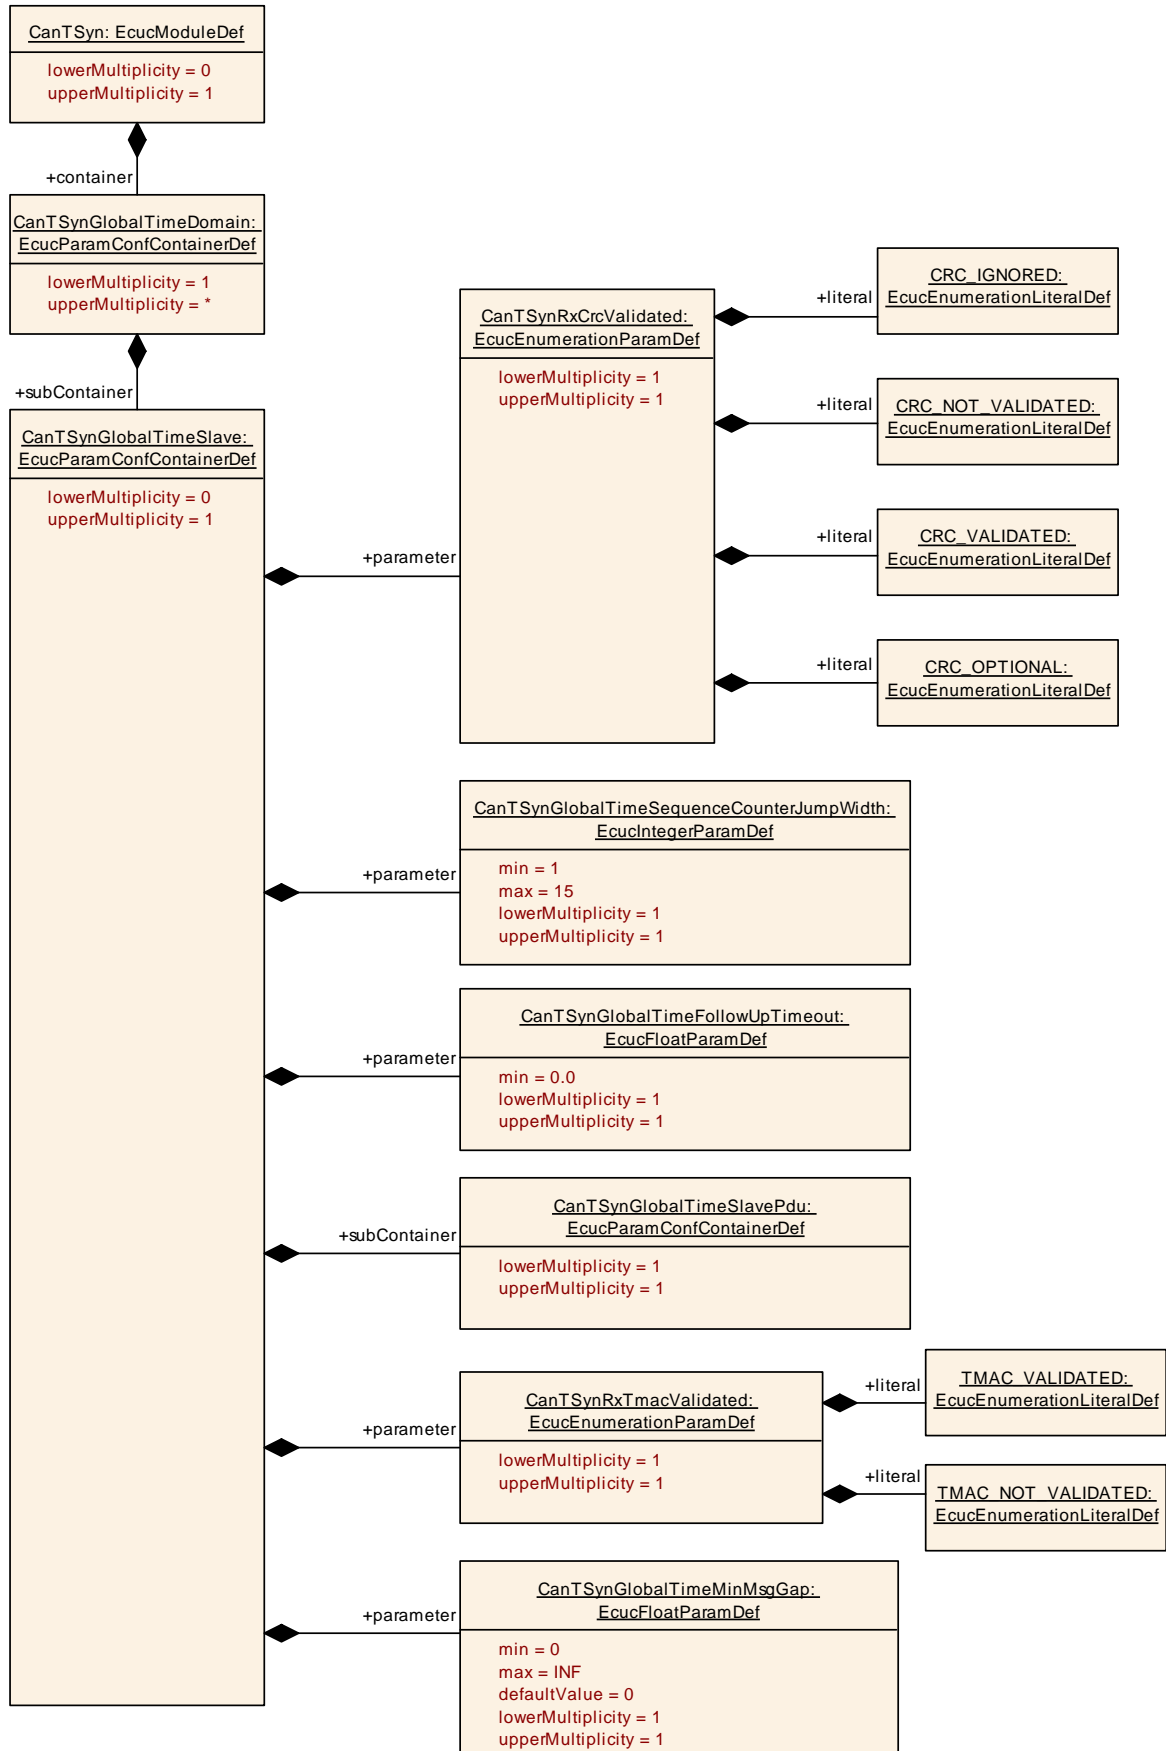 CanTSyn: EcucModuleDef
lowerMultiplicity = 0
upperMultiplicity = 1
+container
CanTSynGlobalTimeDomain:
EcucParamConfContainerDef
lowerMultiplicity = 1
upperMultiplicity = *
+subContainer
CanTSynGlobalTimeSlave:
EcucParamConfContainerDef
lowerMultiplicity = 0
upperMultiplicity = 1
+parameter
CanTSynRxCrcValidated:
EcucEnumerationParamDef
lowerMultiplicity = 1
upperMultiplicity = 1
+literal
CRC_IGNORED:
EcucEnumerationLiteralDef
+literal
CRC_NOT_VALIDATED:
EcucEnumerationLiteralDef
+literal
CRC_VALIDATED:
EcucEnumerationLiteralDef
+literal
CRC_OPTIONAL:
EcucEnumerationLiteralDef
+parameter
CanTSynGlobalTimeSequenceCounterJumpWidth:
EcucIntegerParamDef
min = 1
max = 15
lowerMultiplicity = 1
upperMultiplicity = 1
+parameter
CanTSynGlobalTimeFollowUpTimeout:
EcucFloatParamDef
min = 0.0
lowerMultiplicity = 1
upperMultiplicity = 1
+subContainer
CanTSynGlobalTimeSlavePdu:
EcucParamConfContainerDef
lowerMultiplicity = 1
upperMultiplicity = 1
+parameter
CanTSynRxTmacValidated:
EcucEnumerationParamDef
lowerMultiplicity = 1
upperMultiplicity = 1
+literal
TMAC_VALIDATED:
EcucEnumerationLiteralDef
+literal
TMAC_NOT_VALIDATED:
EcucEnumerationLiteralDef
+parameter
CanTSynGlobalTimeMinMsgGap:
EcucFloatParamDef
min = 0
max = INF
defaultValue = 0
lowerMultiplicity = 1
upperMultiplicity = 1